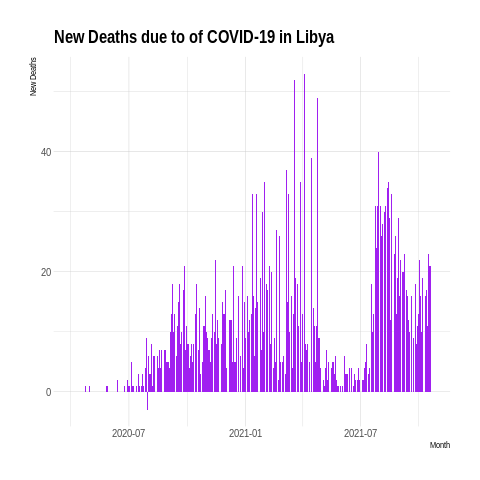 New Deaths due to of COVID-19 in Libya
New Deaths
40
20
0
2020-07
2021-01
2021-07
Month